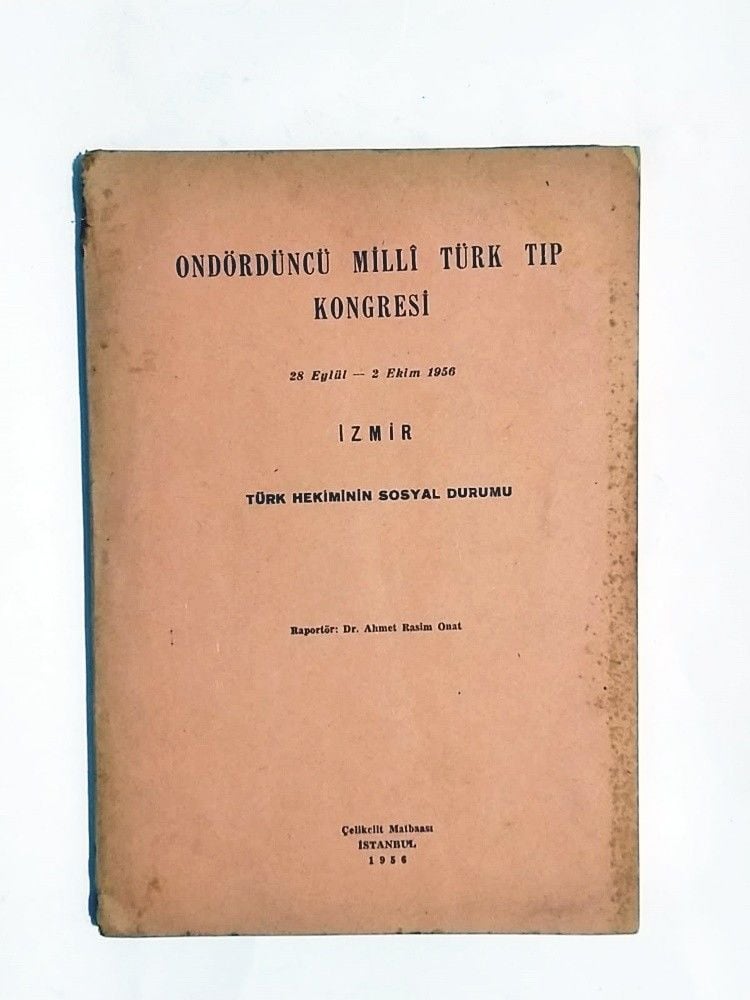 ONDÖRDÜNCÜ MİLLÎ TÜRK TIP
KONGRESİ
28 Eylül — 2 Ekim 1956
İZMİR
TÜRK HEKİMİNİN SOSYAL DURUMU
Raportör: Dr. Ahmet Rasim Onat
Çelikcilt Matbaası
İSTANBUL
1956